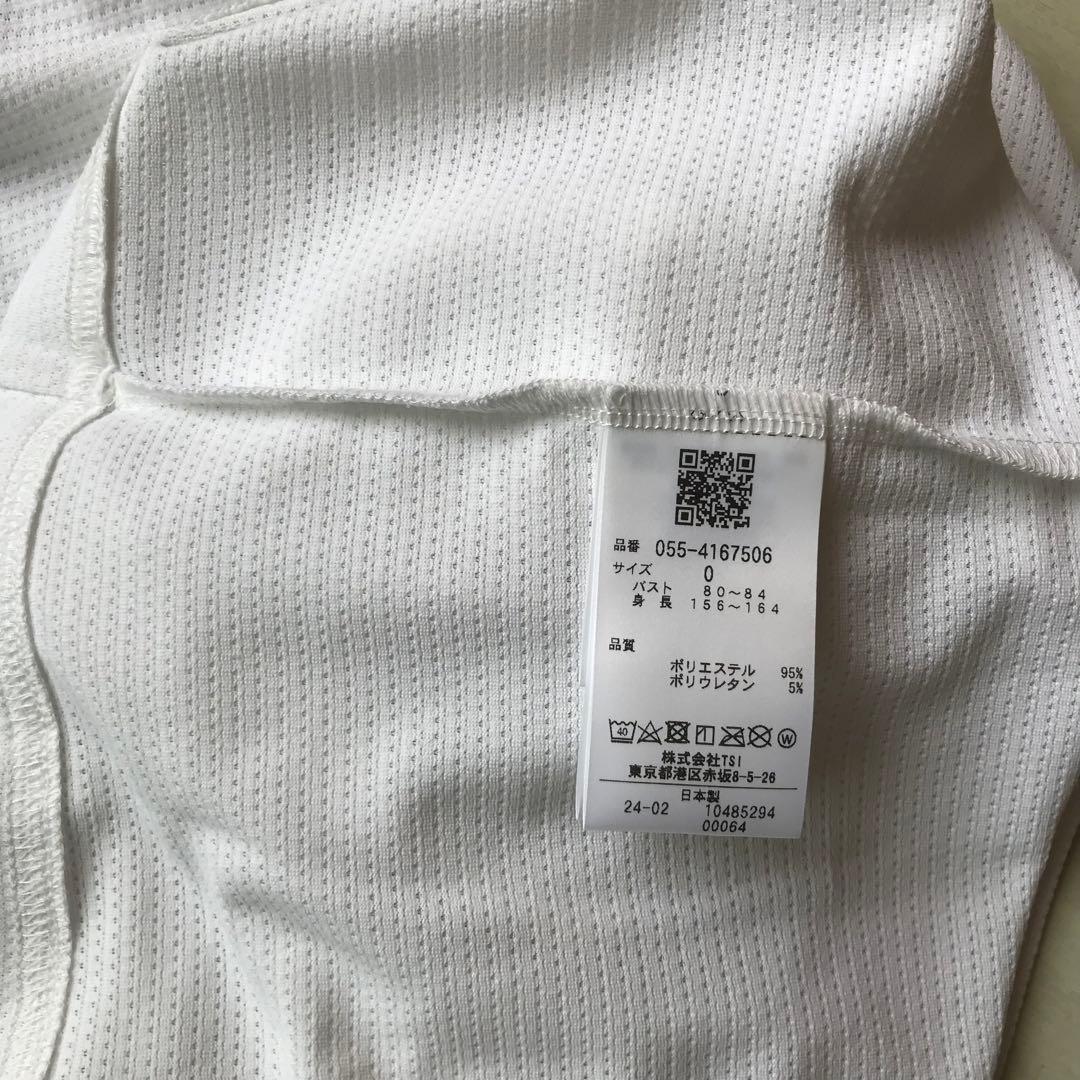 品番 055-4167506
サイズ 0
バスト 80～84
身長 156～164
品質
ポリエステル 95%
ポリウレタン 5%
40 W
株式会社TSI
東京都港区赤坂8-5-26
日本製
24-02 10485294
00064